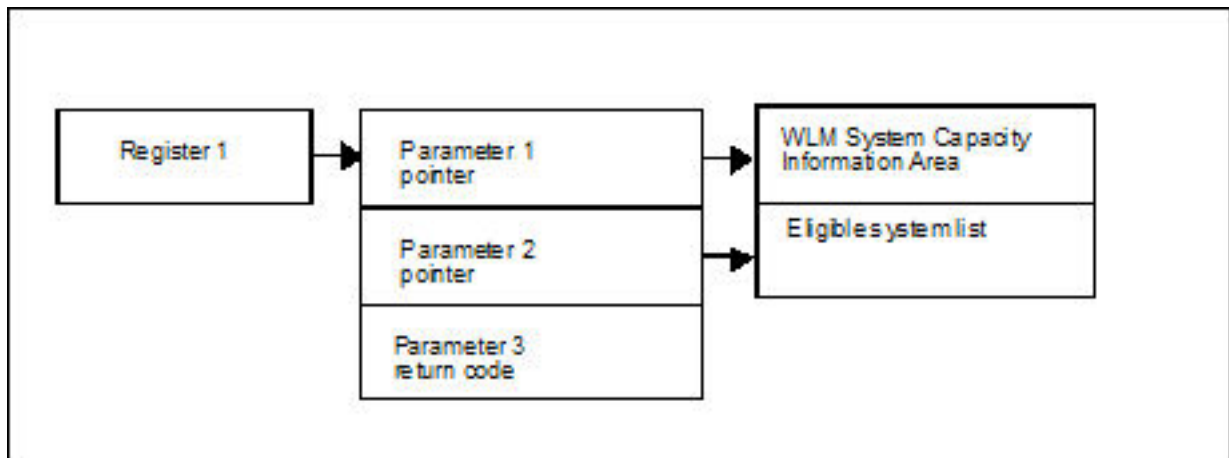 Register 1
Parameter 1
pointer
Parameter 2
pointer
Parameter 3
return code
WLM System Capacity
Information Area
Eligible system list